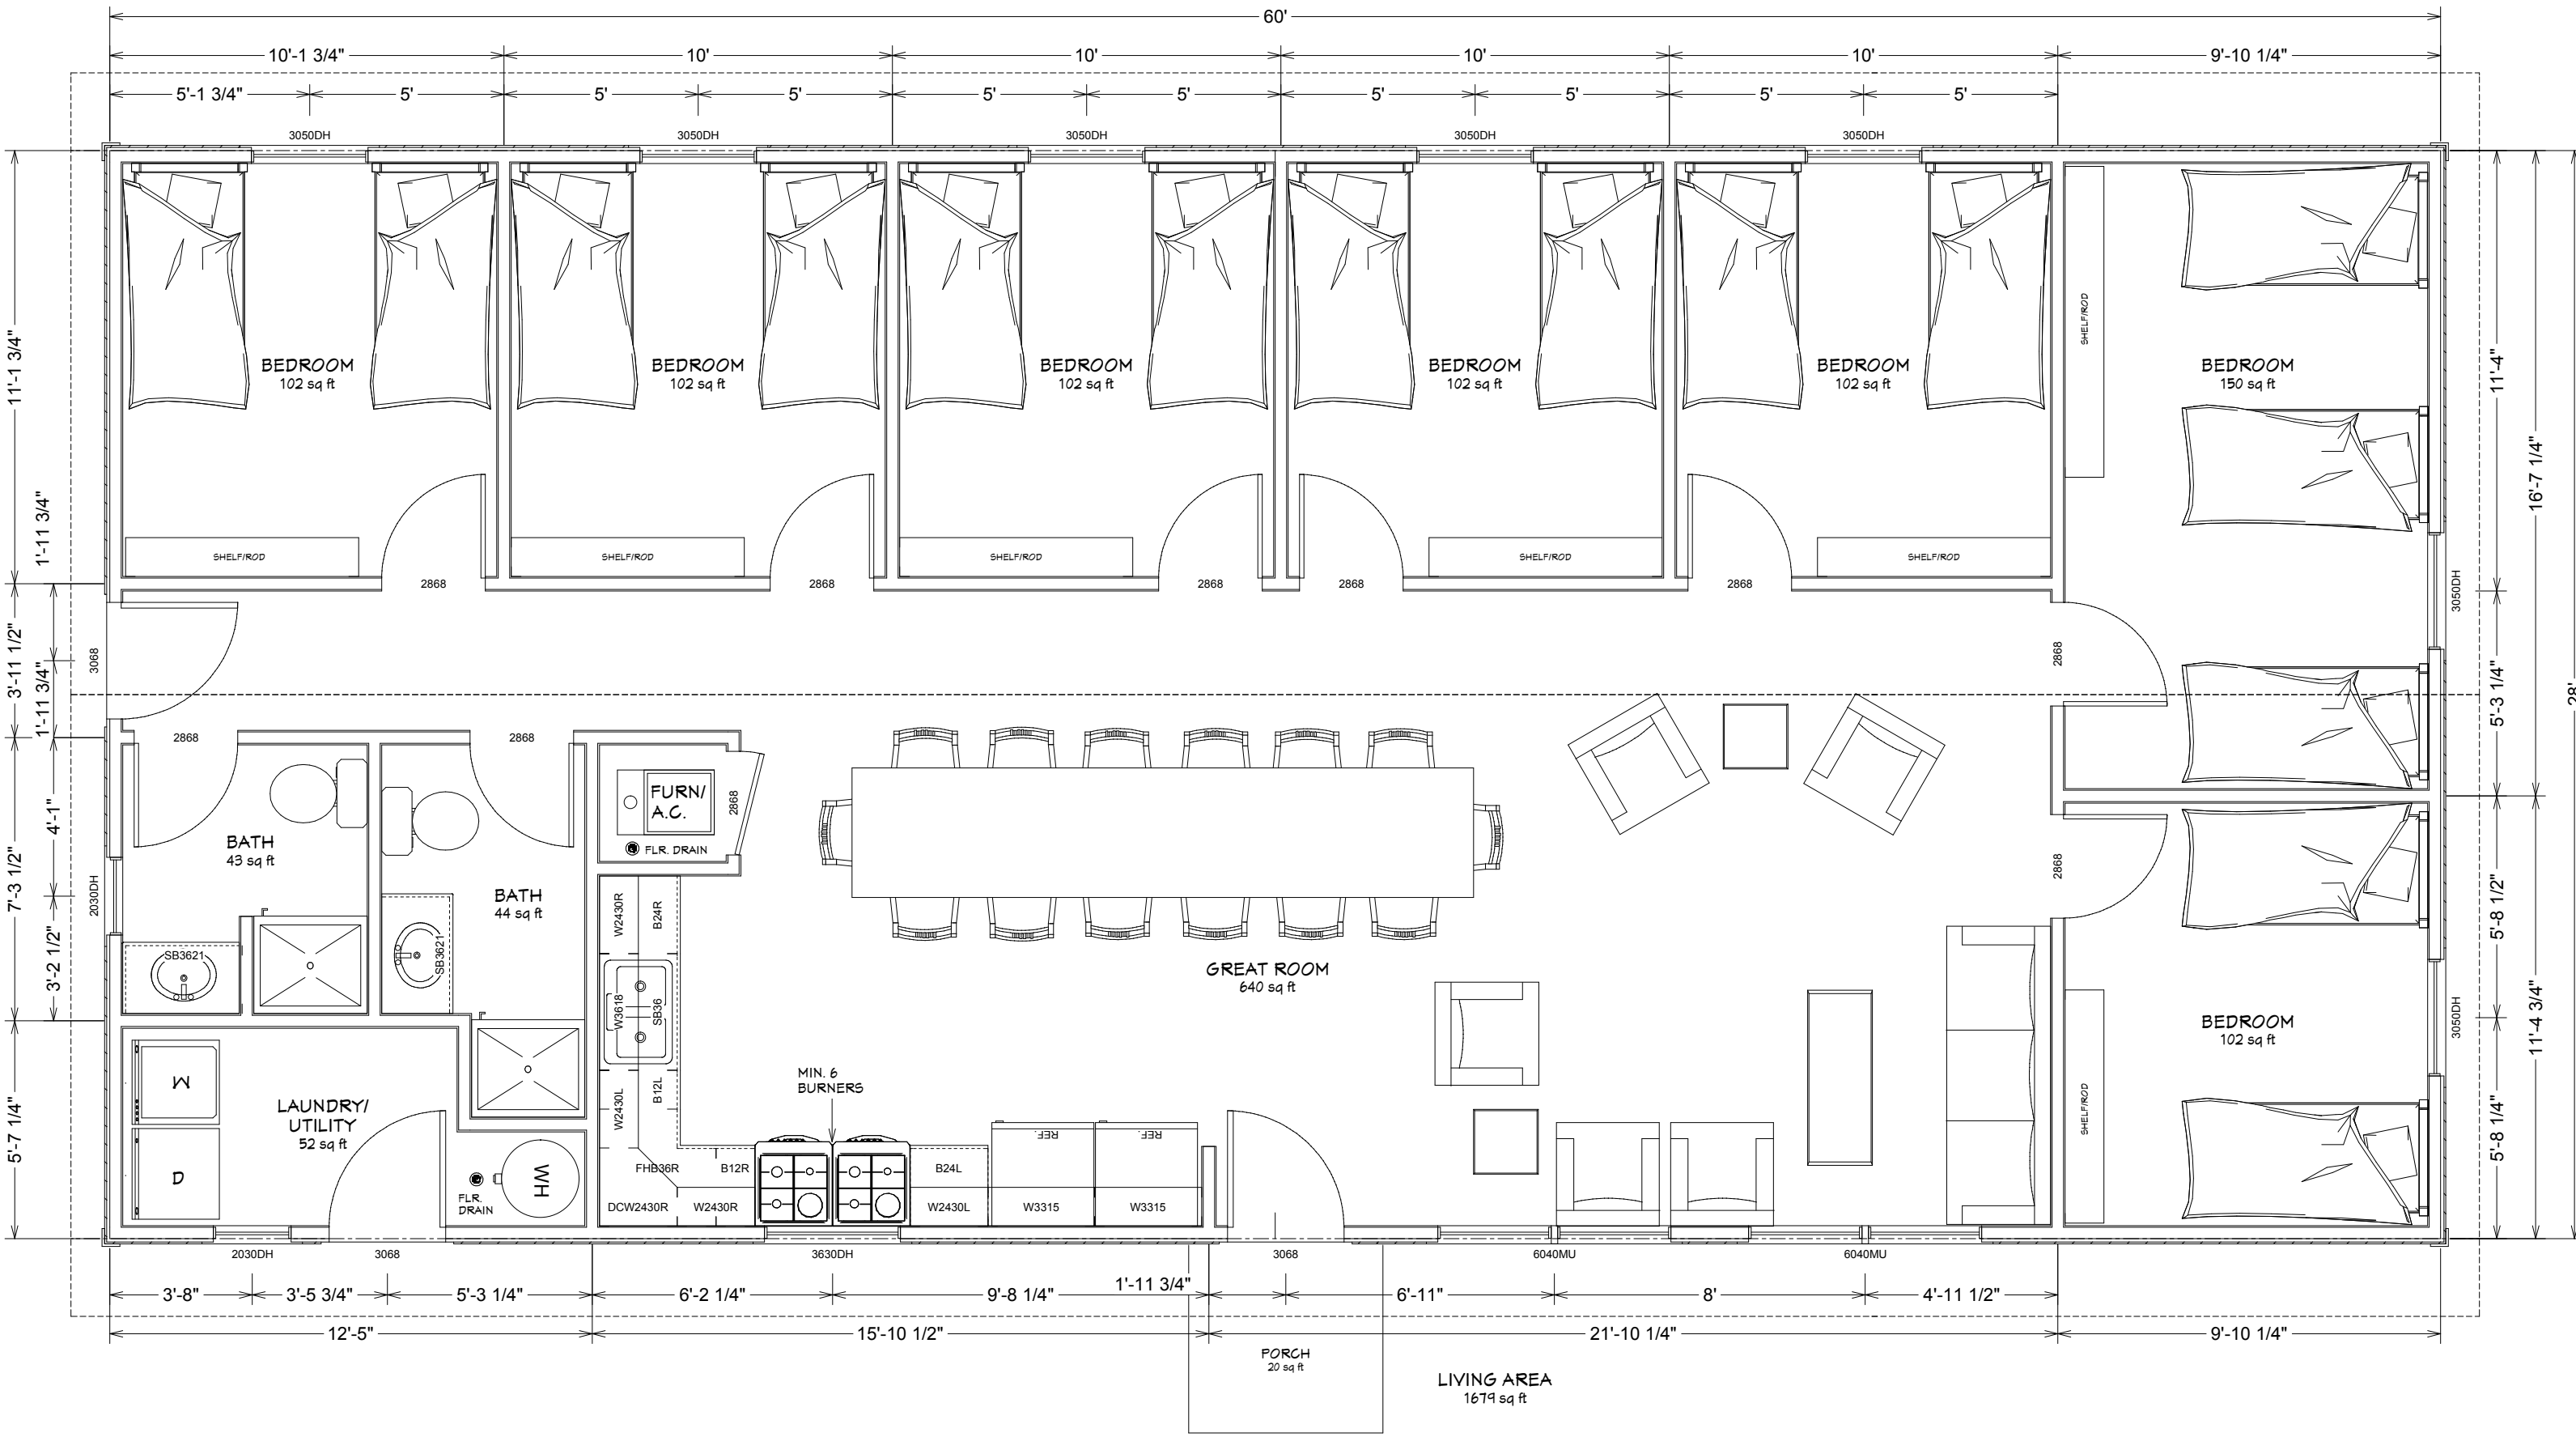 60'
10'-1 3/4"
10'
10'
10'
10'
9'-10 1/4"
5'-1 3/4"
5'
5'
5'
5'
5'
5'
5'
5'
5'
3050DH
3050DH
3050DH
3050DH
3050DH
BEDROOM
102 sq ft
BEDROOM
102 sq ft
BEDROOM
102 sq ft
BEDROOM
102 sq ft
BEDROOM
102 sq ft
BEDROOM
150 sq ft
SHELF/ROD
SHELF/ROD
SHELF/ROD
SHELF/ROD
SHELF/ROD
SHELF/ROD
2868
2868
2868
2868
2868
11'-1 3/4"
1'-11 3/4"
3'-11 1/2"
1'-11 3/4"
7'-3 1/2"
4'-1"
3'-2 1/2"
5'-7 1/4"
3068
2030DH
11'-4"
16'-7 1/4"
28'
5'-3 1/4"
5'-8 1/2"
11'-4 3/4"
5'-8 1/4"
3050DH
3050DH
2868
2868
2868
2868
FURN/
A.C.
2868
FLR. DRAIN
BATH
43 sq ft
BATH
44 sq ft
SB3621
SB3621
W2430R
B24R
W3618
SB36
W2430L
B12L
GREAT ROOM
640 sq ft
MIN. 6
BURNERS
BEDROOM
102 sq ft
SHELF/ROD
W
D
LAUNDRY/
UTILITY
52 sq ft
FLR.
DRAIN
WH
FHB36R
B12R
DCW2430R
W2430R
B24L
W2430L
REF.
REF.
W3315
W3315
2030DH
3068
3630DH
3068
6040MU
6040MU
3'-8"
3'-5 3/4"
5'-3 1/4"
6'-2 1/4"
9'-8 1/4"
1'-11 3/4"
6'-11"
8'
4'-11 1/2"
12'-5"
15'-10 1/2"
21'-10 1/4"
9'-10 1/4"
PORCH
20 sq ft
LIVING AREA
1679 sq ft